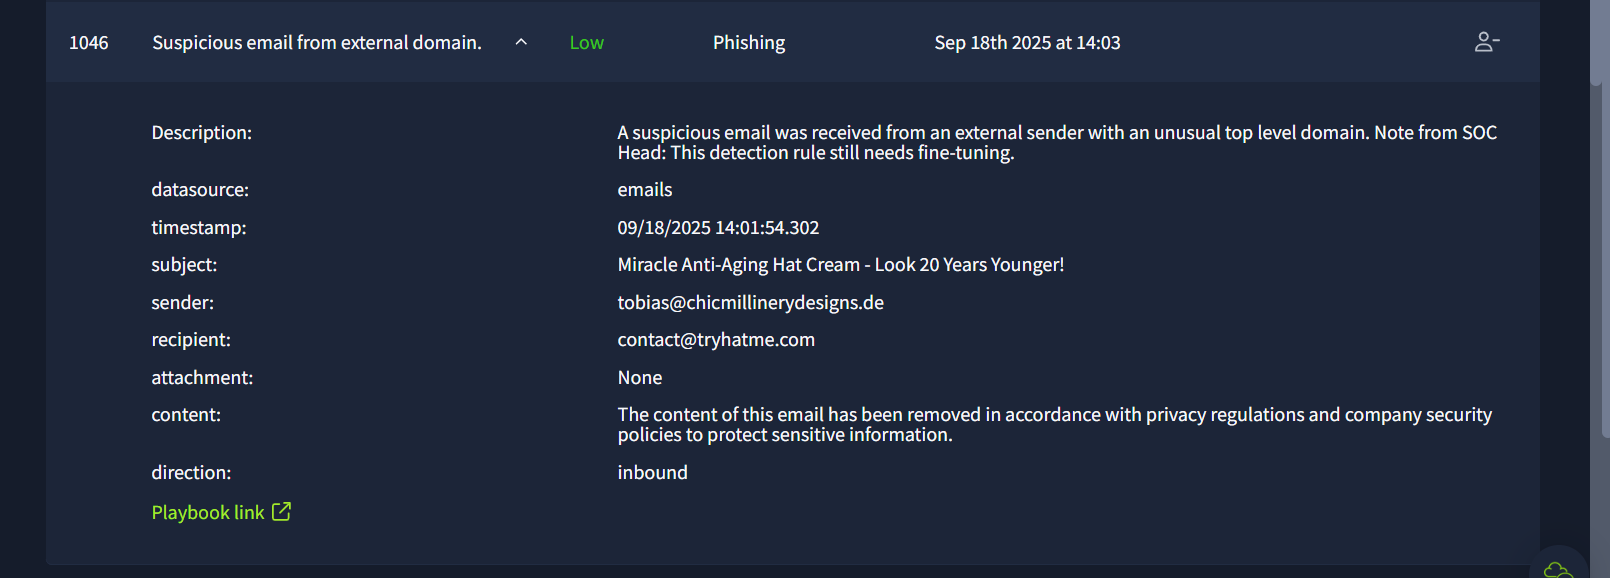 1046 Suspicious email from external domain. Low Phishing Sep 18th 2025 at 14:03
Description: A suspicious email was received from an external sender with an unusual top level domain. Note from SOC
Head: This detection rule still needs fine-tuning.
datasource: emails
timestamp: 09/18/2025 14:01:54.302
subject: Miracle Anti-Aging Hat Cream - Look 20 Years Younger!
sender: tobias@chicmillinerydesigns.de
recipient: contact@tryhatme.com
attachment: None
content: The content of this email has been removed in accordance with privacy regulations and company security
policies to protect sensitive information.
direction: inbound
Playbook link